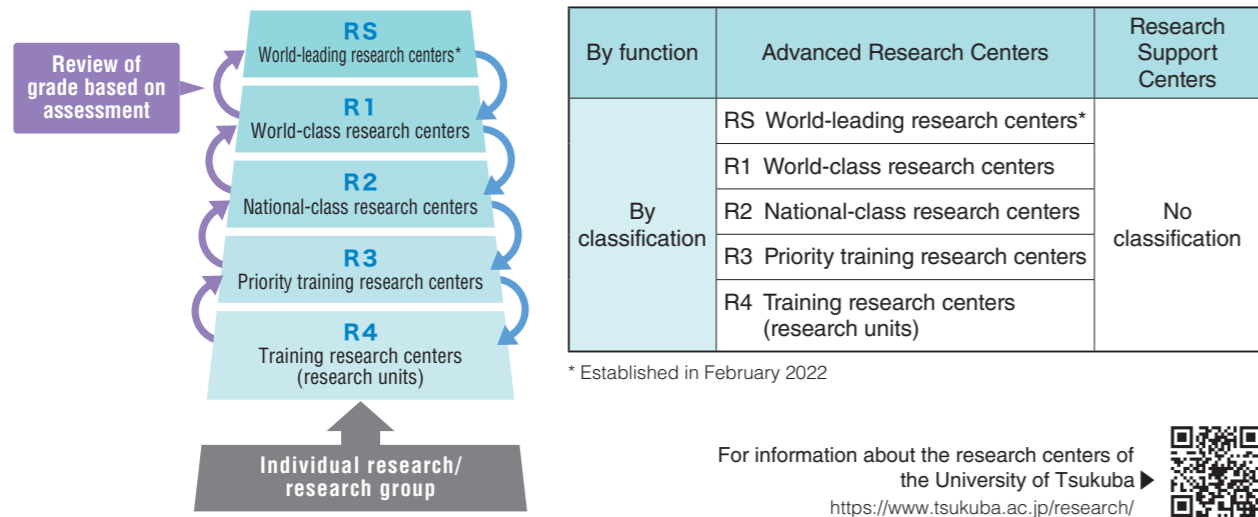 RS
World-leading research centers*
Review of
grade based on
assessment
R1
World-class research centers
R2
National-class research centers
R3
Priority training research centers
R4
Training research centers
(research units)
Individual research/
research group
By function
Advanced Research Centers
Research
Support
Centers
By
classification
RS World-leading research centers*
R1 World-class research centers
R2 National-class research centers
R3 Priority training research centers
R4 Training research centers
(research units)
No
classification
* Established in February 2022
For information about the research centers of
the University of Tsukuba ▶
https://www.tsukuba.ac.jp/research/